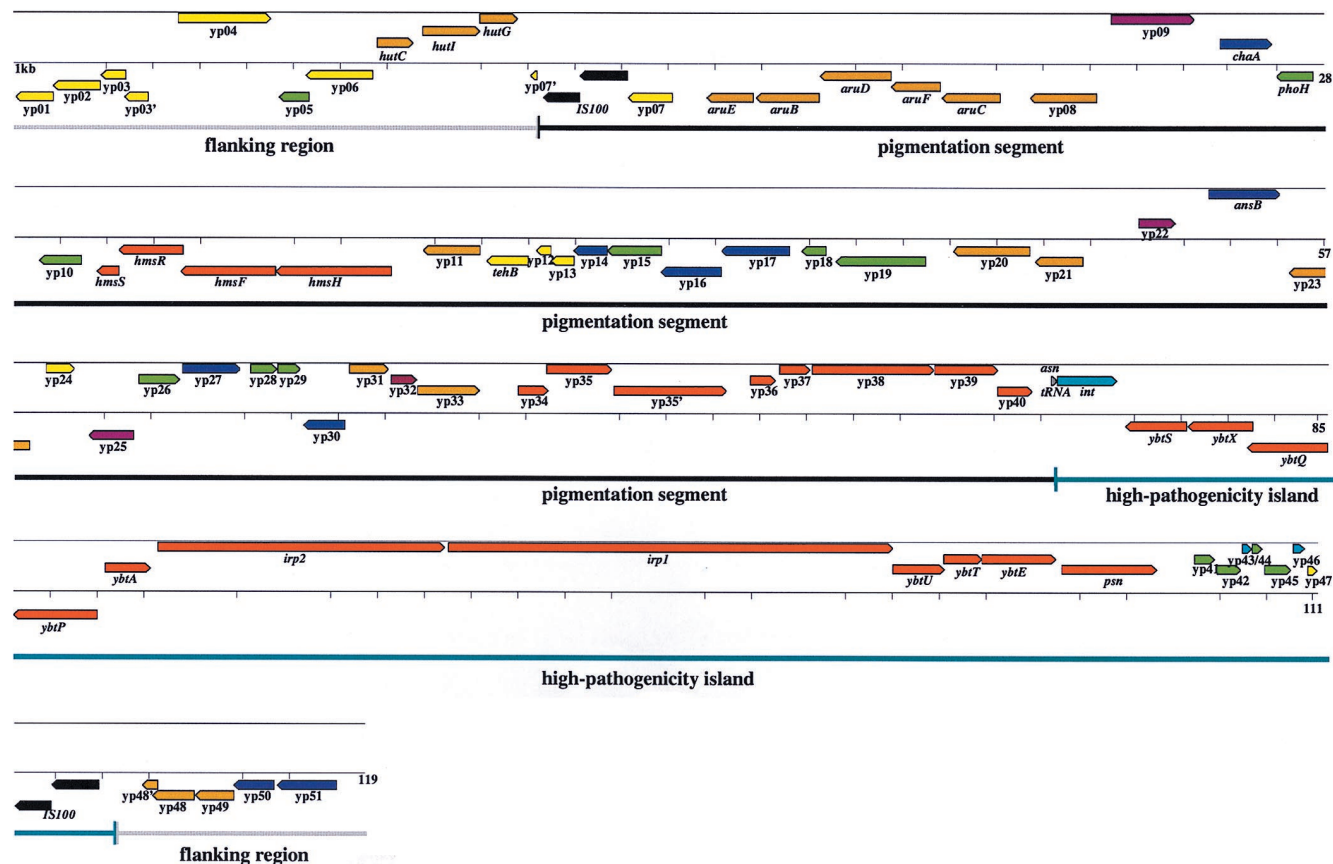 yp04 hutG
hutC hutI yp09
chaA
1kb yp03 yp06 yp07' aruD 28
yp01 yp02 yp03' yp05 IS100 yp07 aruE aruB aruF aruC yp08 phoH
flanking region pigmentation segment
ansB
yp22
hmsR yp11 yp12 yp14 yp15 yp17 yp18 yp20 57
yp10 hmsS hmsF hmsH tehB yp13 yp16 yp19 yp21 yp23
pigmentation segment
yp24 yp27 yp28 yp29 yp31 yp35 yp37 yp38 yp39 asn
yp26 yp32 yp33 yp34 yp35' yp36 yp40 tRNA int
yp25 yp30 ybtS ybtX 85
ybtQ
pigmentation segment high-pathogenicity island
irp2 irp1 yp43/44 yp46
ybtA ybtU ybtT ybtE psn yp41 yp42 yp45 yp47
111
ybtP
high-pathogenicity island
119
IS100 yp48' yp48 yp49 yp50 yp51
flanking region